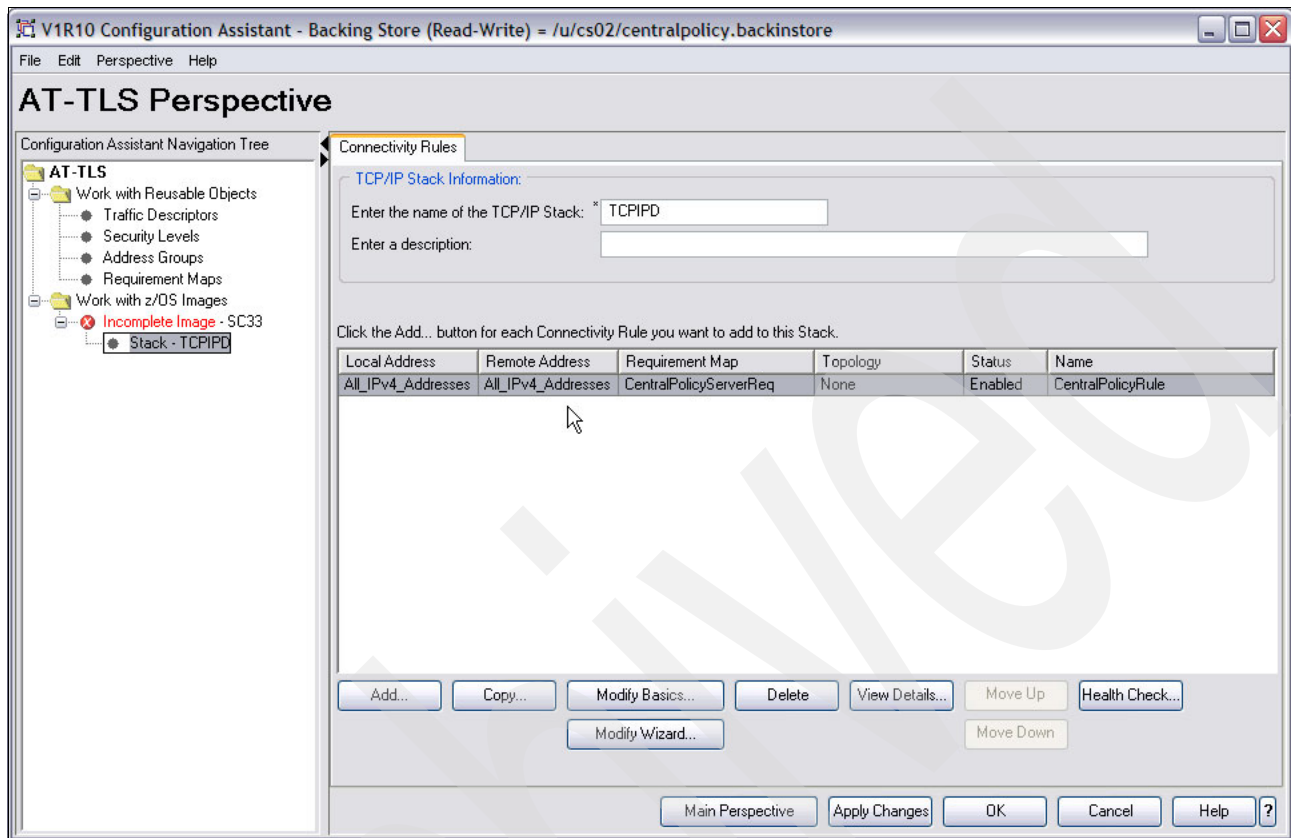 V1R10 Configuration Assistant - Backing Store (Read-Write) = /u/cs02/centralpolicy.backinstore
File Edit Perspective Help
AT-TLS Perspective
Configuration Assistant Navigation Tree
AT-TLS
Work with Reusable Objects
Traffic Descriptors
Security Levels
Address Groups
Requirement Maps
Work with z/OS Images
Incomplete Image - SC33
Stack - TCPIPD
Connectivity Rules
TCP/IP Stack Information:
Enter the name of the TCP/IP Stack: * TCPIPD
Enter a description:
Click the Add... button for each Connectivity Rule you want to add to this Stack.
Local Address Remote Address Requirement Map Topology Status Name
All_IPv4_Addresses All_IPv4_Addresses CentralPolicyServerReq None Enabled CentralPolicyRule
Add... Copy... Modify Basics... Delete View Details... Move Up Health Check...
Modify Wizard... Move Down
Main Perspective Apply Changes OK Cancel Help ?